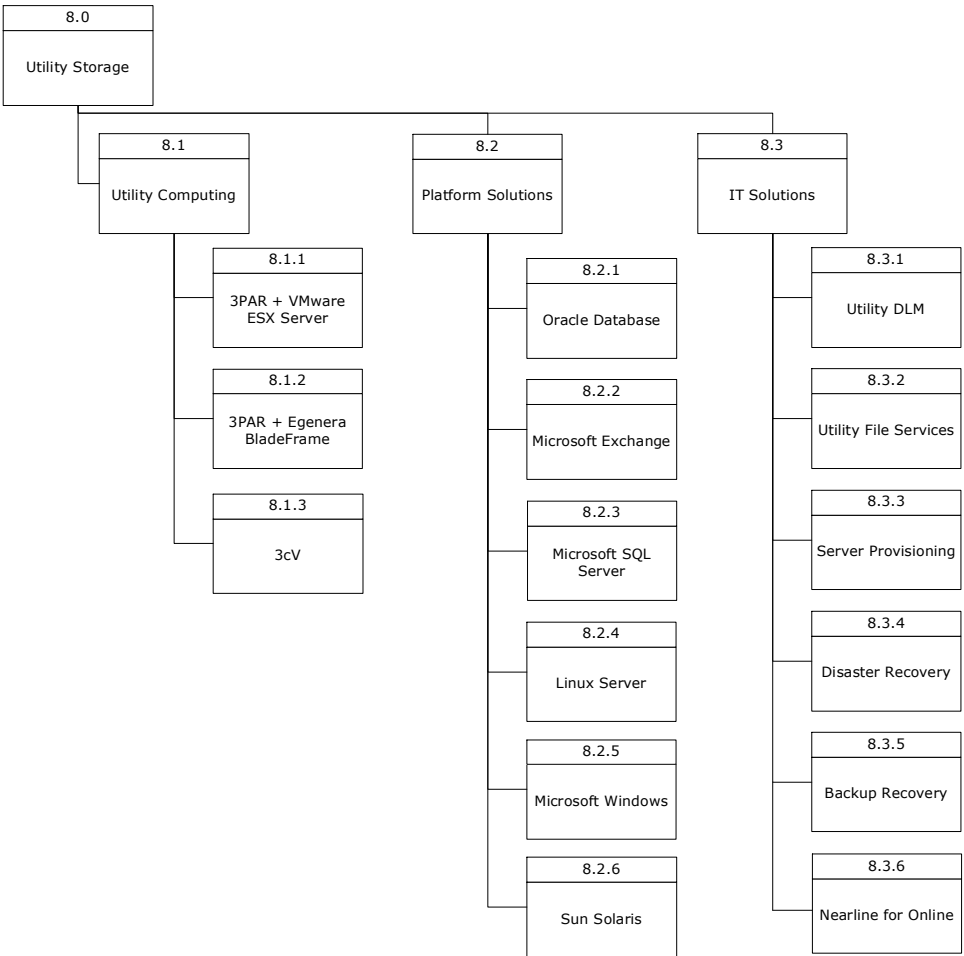 8.0
Utility Storage
8.1
Utility Computing
8.1.1
3PAR + VMware
ESX Server
8.1.2
3PAR + Egenera
BladeFrame
8.1.3
3cV
8.2
Platform Solutions
8.2.1
Oracle Database
8.2.2
Microsoft Exchange
8.2.3
Microsoft SQL
Server
8.2.4
Linux Server
8.2.5
Microsoft Windows
8.2.6
Sun Solaris
8.3
IT Solutions
8.3.1
Utility DLM
8.3.2
Utility File Services
8.3.3
Server Provisioning
8.3.4
Disaster Recovery
8.3.5
Backup Recovery
8.3.6
Nearline for Online